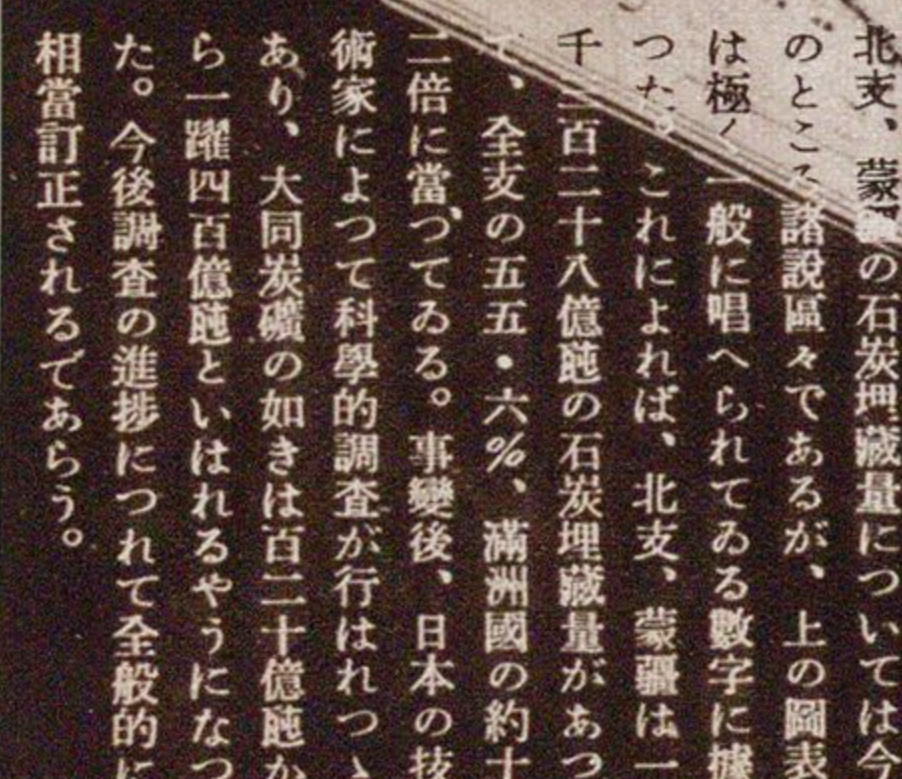 北支、蒙疆の石炭埋藏量については今
のところ諸說區々であるが、上の圖表
は極く一般に唱へられてゐる數字に據
つた。これによれば、北支、蒙疆は一
千三百二十八億瓲の石炭埋藏量があつ
て、全支の五五・六%、滿洲國の約十
二倍に當つてゐる。事變後、日本の技
術家によつて科學的調査が行はれつゝ
あり、大同炭礦の如きは百二十億瓲か
ら一躍四百億瓲といはれるやうになつ
た。今後調査の進捗につれて全般的に
相當訂正されるであらう。